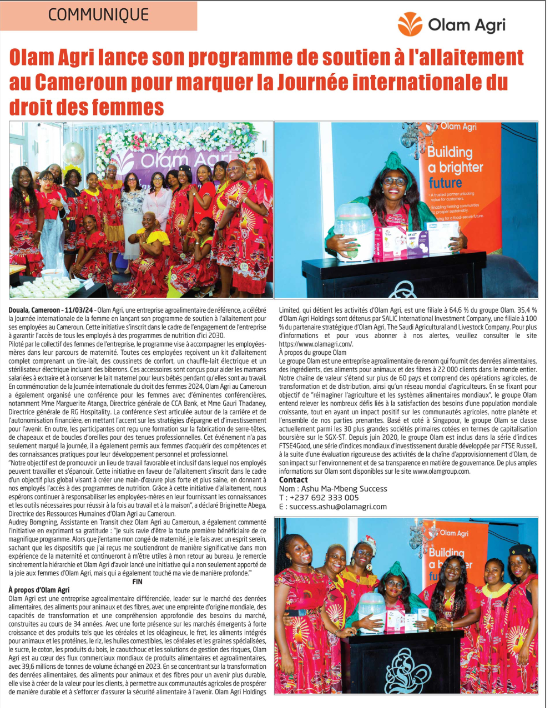 COMMUNIQUE
Olam Agri
Olam Agri lance son programme de soutien à l'allaitement
au Cameroun pour marquer la Journée internationale du
droit des femmes
Olam Agri
Olam Agri
Building
a brighter
future
Douala, Cameroon - 11/03/24 - Olam Agri, une entreprise agroalimentaire de référence, a célébré
la Journée internationale de la femme en lançant son programme de soutien à l'allaitement pour
ses employées au Cameroun. Cette initiative s'inscrit dans le cadre de l'engagement de l'entreprise
à garantir l'accès de tous les employés à des programmes de nutrition d'ici 2030.
Piloté par le collectif des femmes de l'entreprise, le programme vise à accompagner les employées-
mères dans leur parcours de maternité. Toutes ces employées reçoivent un kit d'allaitement
complet comprenant un tire-lait, des coussinets de confort, un chauffe-lait électrique et un
stérilisateur électrique incluant des biberons. Ces accessoires sont conçus pour aider les mamans
salariées à extraire et à conserver le lait maternel pour leurs bébés pendant qu'elles sont au travail.
En commémoration de la Journée internationale du droit des femmes 2024, Olam Agri au Cameroun
a également organisé une conférence pour les femmes avec d'éminentes conférencières,
notamment Mme Marguerite Atanga, Directrice générale de CCA Bank, et Mme Gauri Thadaney,
Directrice générale de RG Hospitality. La conférence s'est articulée autour de la carrière et de
l'autonomisation financière, en mettant l'accent sur les stratégies d'épargne et d'investissement
pour l'avenir. En outre, les participantes ont reçu une formation sur la fabrication de serre-têtes,
de chapeaux et de boucles d'oreilles pour des tenues professionnelles. Cet événement n'a pas
seulement marqué la journée, il a également permis aux femmes d'acquérir des compétences et
des connaissances pratiques pour leur développement personnel et professionnel.
"Notre objectif est de promouvoir un lieu de travail favorable et inclusif dans lequel nos employés
peuvent travailler et s'épanouir. Cette initiative en faveur de l'allaitement s'inscrit dans le cadre
d'un objectif plus global visant à créer une main-d'œuvre plus forte et plus saine, en donnant à
nos employés l'accès à des programmes de nutrition. Grâce à cette initiative d'allaitement, nous
espérons continuer à responsabiliser les employées-mères en leur fournissant les connaissances
et les outils nécessaires pour réussir à la fois au travail et à la maison", a déclaré Brignette Abega,
Directrice des Ressources Humaines d'Olam Agri au Cameroun.
Audrey Bomgning, Assistante en Transit chez Olam Agri au Cameroun, a également commenté
l'initiative en exprimant sa gratitude : "je suis ravie d'être la toute première bénéficiaire de ce
magnifique programme. Alors que j'entame mon congé de maternité, je le fais avec un esprit serein,
sachant que les dispositifs que j'ai reçus me soutiendront de manière significative dans mon
expérience de la maternité et continueront à m'être utiles à mon retour au bureau. Je remercie
sincèrement la hiérarchie et Olam Agri d'avoir lancé une initiative qui a non seulement apporté de
la joie aux femmes d'Olam Agri, mais qui a également touché ma vie de manière profonde."
FIN
À propos d'Olam Agri
Olam Agri est une entreprise agroalimentaire différenciée, leader sur le marché des denrées
alimentaires, des aliments pour animaux et des fibres, avec une empreinte d'origine mondiale, des
capacités de transformation et une compréhension approfondie des besoins du marché,
construites au cours de 34 années. Avec une forte présence sur les marchés émergents à forte
croissance et des produits tels que les céréales et les oléagineux, le fret, les aliments intégrés
pour animaux et les protéines, le riz, les huiles comestibles, les céréales et les graines spécialisées,
le sucre, le coton, les produits du bois, le caoutchouc et les solutions de gestion des risques, Olam
Agri est au cœur des flux commerciaux mondiaux de produits alimentaires et agroalimentaires,
avec 39,6 millions de tonnes de volume échangé en 2023. En se concentrant sur la transformation
des denrées alimentaires, des aliments pour animaux et des fibres pour un avenir plus durable,
elle vise à créer de la valeur pour les clients, à permettre aux communautés agricoles de prospérer
de manière durable et à s'efforcer d'assurer la sécurité alimentaire à l'avenir. Olam Agri Holdings
Limited, qui détient les activités d'Olam Agri, est une filiale à 64,6 % du groupe Olam. 35,4 %
d'Olam Agri Holdings sont détenus par SALIC International Investment Company, une filiale à 100
% du partenaire stratégique d'Olam Agri, The Saudi Agricultural and Livestock Company. Pour plus
d'informations et pour vous abonner à nos alertes, veuillez consulter le site
https://www.olamagri.com/.
À propos du groupe Olam
Le groupe Olam est une entreprise agroalimentaire de renom qui fournit des denrées alimentaires,
des ingrédients, des aliments pour animaux et des fibres à 22 000 clients dans le monde entier.
Notre chaîne de valeur s'étend sur plus de 60 pays et comprend des opérations agricoles, de
transformation et de distribution, ainsi qu'un réseau mondial d'agriculteurs. En se fixant pour
objectif de "réimaginer l'agriculture et les systèmes alimentaires mondiaux", le groupe Olam
entend relever les nombreux défis liés à la satisfaction des besoins d'une population mondiale
croissante, tout en ayant un impact positif sur les communautés agricoles, notre planète et
l'ensemble de nos parties prenantes. Basé et coté à Singapour, le groupe Olam se classe
actuellement parmi les 30 plus grandes sociétés primaires cotées en termes de capitalisation
boursière sur le SGX-ST. Depuis juin 2020, le groupe Olam est inclus dans la série d'indices
FTSE4Good, une série d'indices mondiaux d'investissement durable développée par FTSE Russell,
à la suite d'une évaluation rigoureuse des activités de la chaîne d'approvisionnement d'Olam, de
son impact sur l'environnement et de sa transparence en matière de gouvernance. De plus amples
informations sur Olam sont disponibles sur le site www.olamgroup.com.
Contact
Nom : Ashu Ma-Mbeng Success
T : +237 692 333 005
E : success.ashu@olamagri.com
Building
a brighter